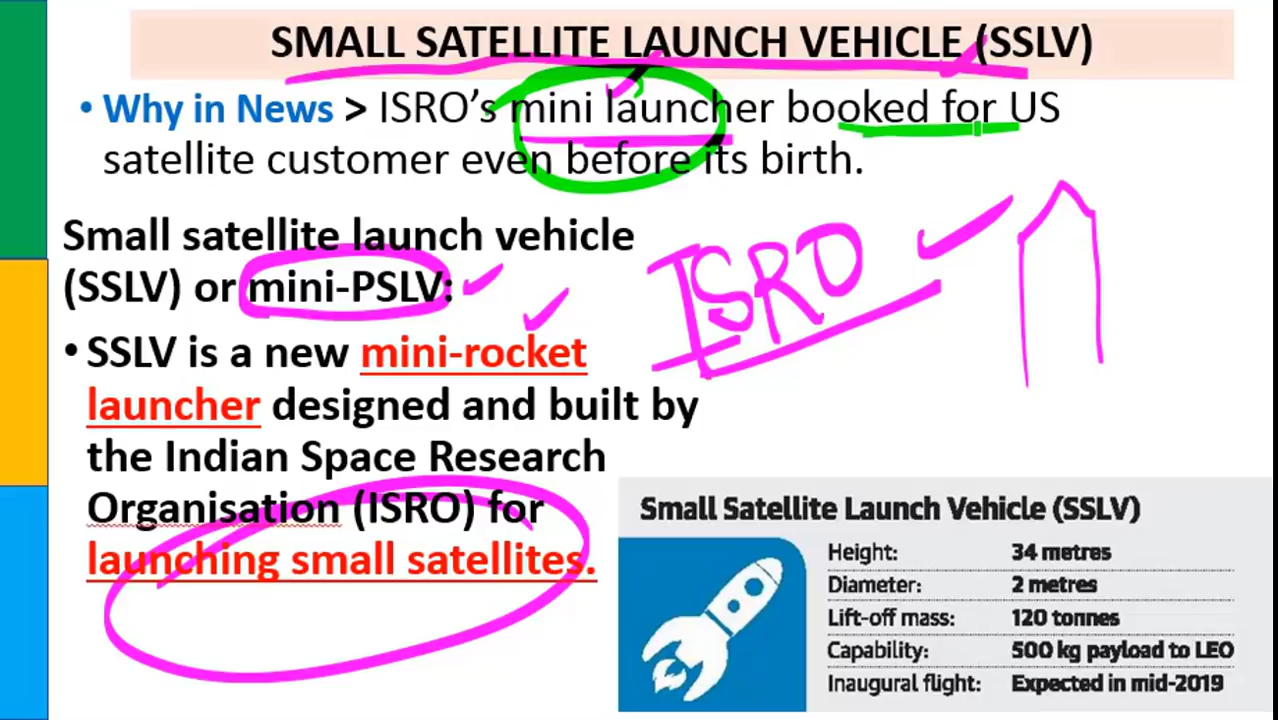 SMALL SATELLITE LAUNCH VEHICLE (SSLV)
• Why in News > ISRO's mini launcher booked for US
satellite customer even before its birth.
Small satellite launch vehicle
(SSLV) or mini-PSLV:
ISRO
• SSLV is a new mini-rocket
launcher designed and built by
the Indian Space Research
Organisation (ISRO) for
launching small satellites.
Small Satellite Launch Vehicle (SSLV)
Height: 34 metres
Diameter: 2 metres
Lift-off mass: 120 tonnes
Capability: 500 kg payload to LEO
Inaugural flight: Expected in mid-2019